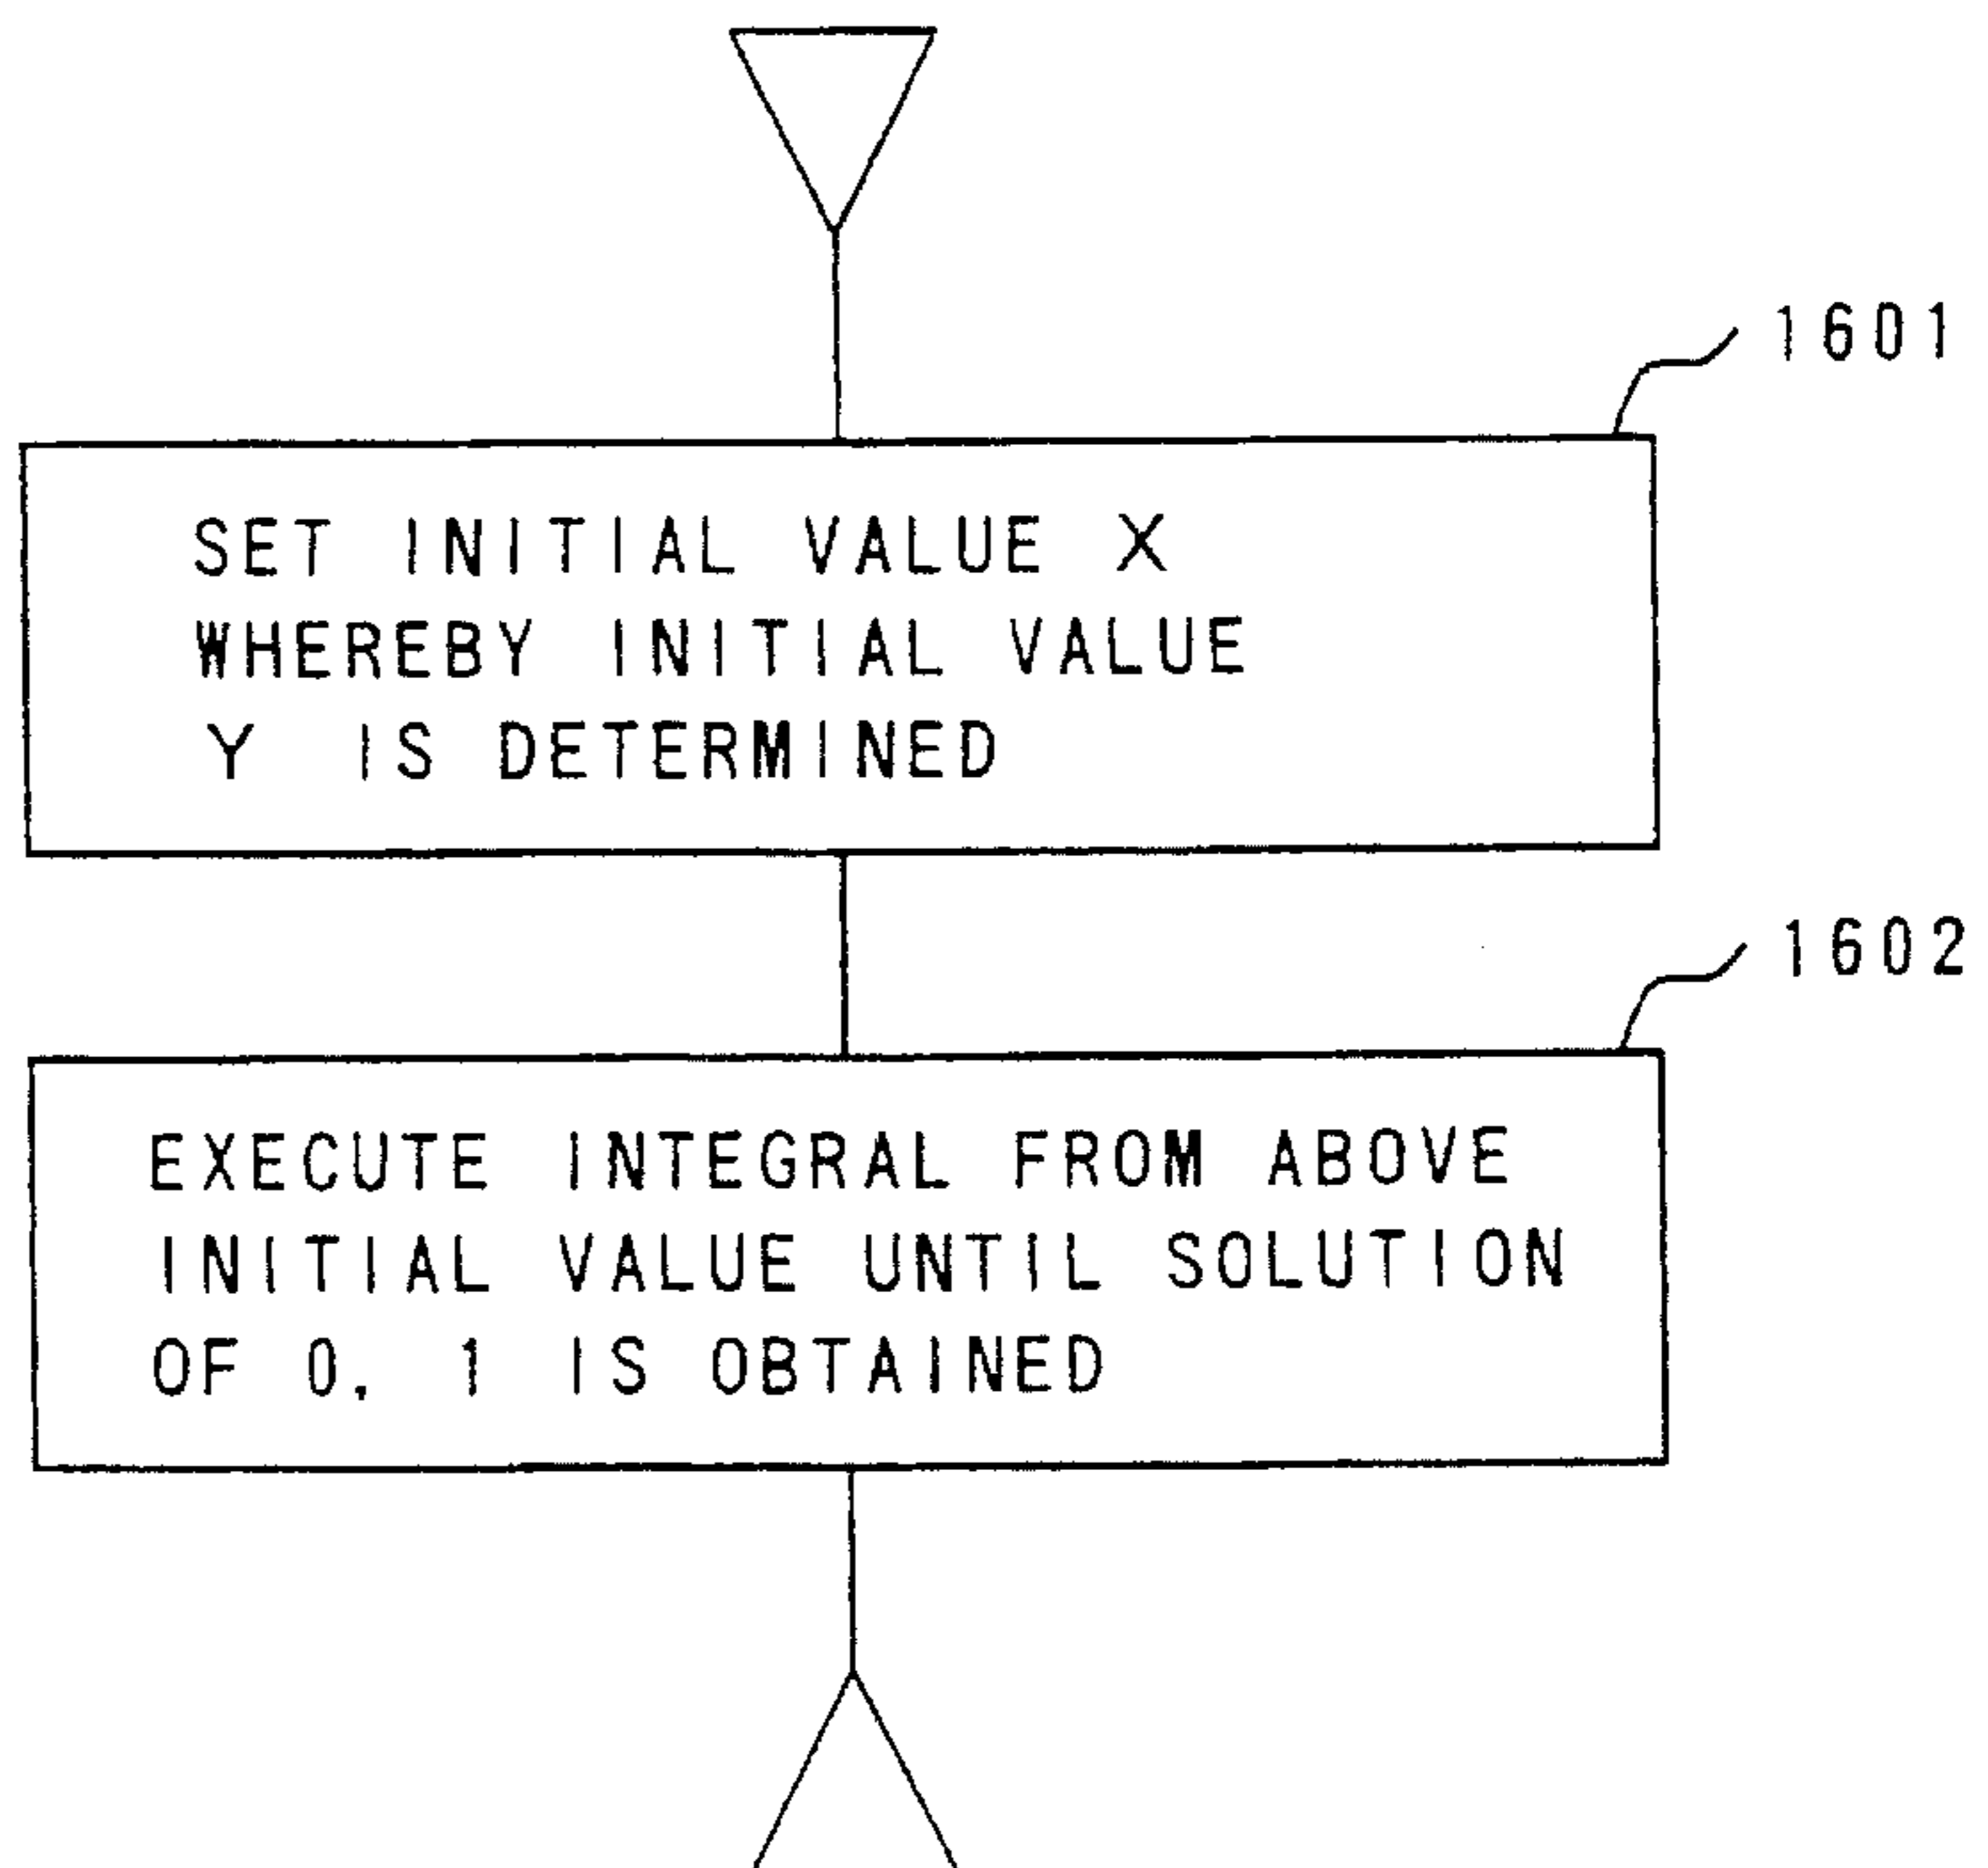 1601
SET INITIAL VALUE X
WHEREBY INITIAL VALUE
Y IS DETERMINED
1602
EXECUTE INTEGRAL FROM ABOVE
INITIAL VALUE UNTIL SOLUTION
OF 0, 1 IS OBTAINED